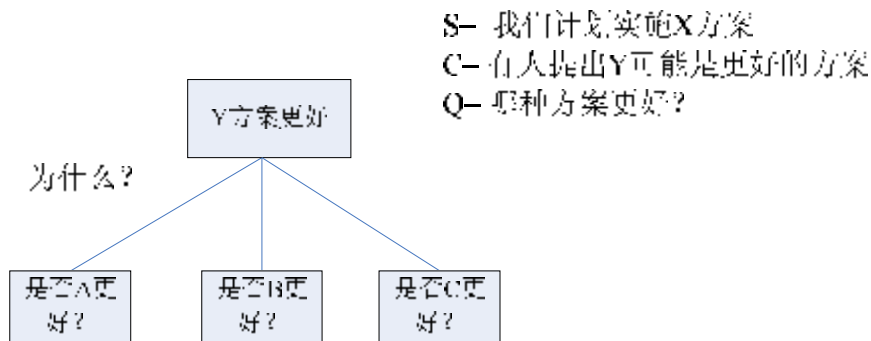 S– 我们计划实施X方案
C– 有人提出Y可能是更好的方案
Q– 哪种方案更好?
Y方案更好
为什么?
是否A更
好?
是否B更
好?
是否C更
好?